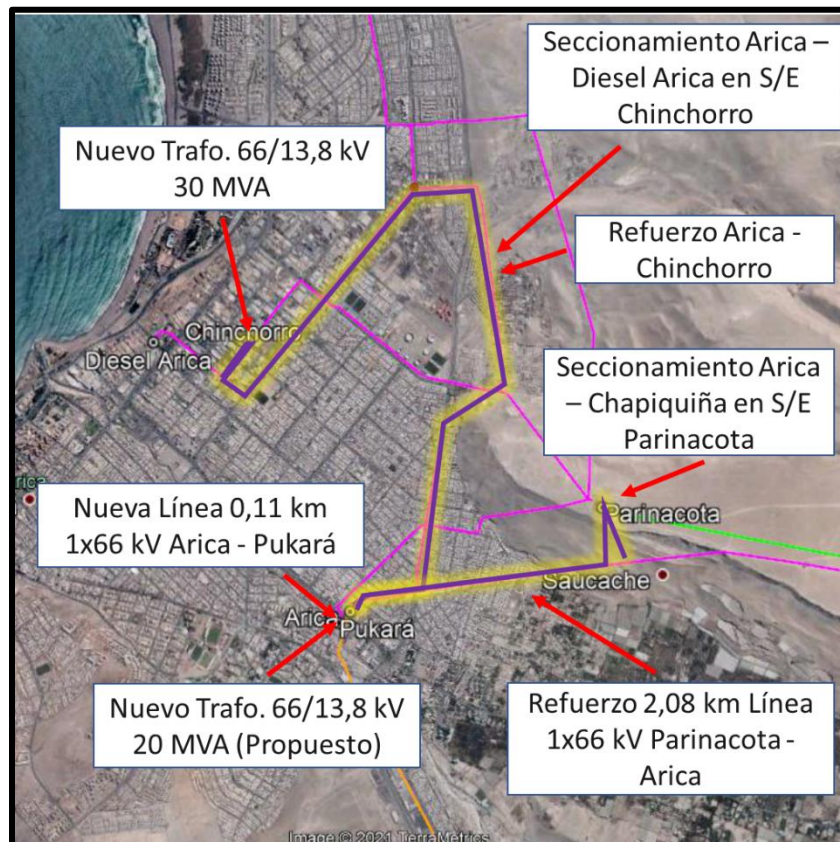 Seccionamiento Arica –
Diesel Arica en S/E
Chinchorro
Nuevo Trafo. 66/13,8 kV
30 MVA
Refuerzo Arica -
Chinchorro
Chinchorro
Diesel Arica
Seccionamiento Arica
– Chapiquiña en S/E
Parinacota
rica
Nueva Línea 0,11 km
1x66 kV Arica - Pukará
Parinacota
Saucache
Arica
Pukará
Nuevo Trafo. 66/13,8 kV
20 MVA (Propuesto)
Refuerzo 2,08 km Línea
1x66 kV Parinacota -
Arica
Image © 2021 TerraMetrics